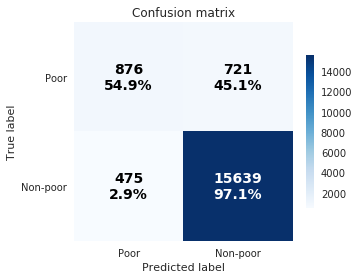 Confusion matrix
True label
Poor
876
54.9%
721
45.1%
Non-poor
475
2.9%
15639
97.1%
Poor
Non-poor
Predicted label
14000
12000
10000
8000
6000
4000
2000